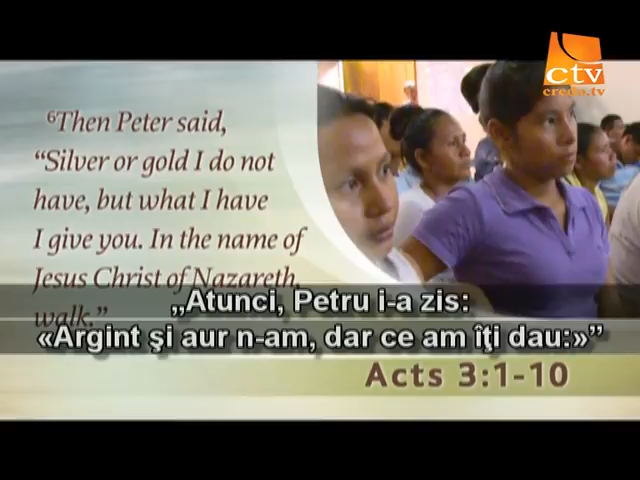 ctv
credo.tv
⁶Then Peter said,
“Silver or gold I do not
have, but what I have
I give you. In the name of
Jesus Christ of Nazareth,
walk.”
„Atunci, Petru i-a zis:
«Argint şi aur n-am, dar ce am îţi dau:»”
Acts 3:1-10